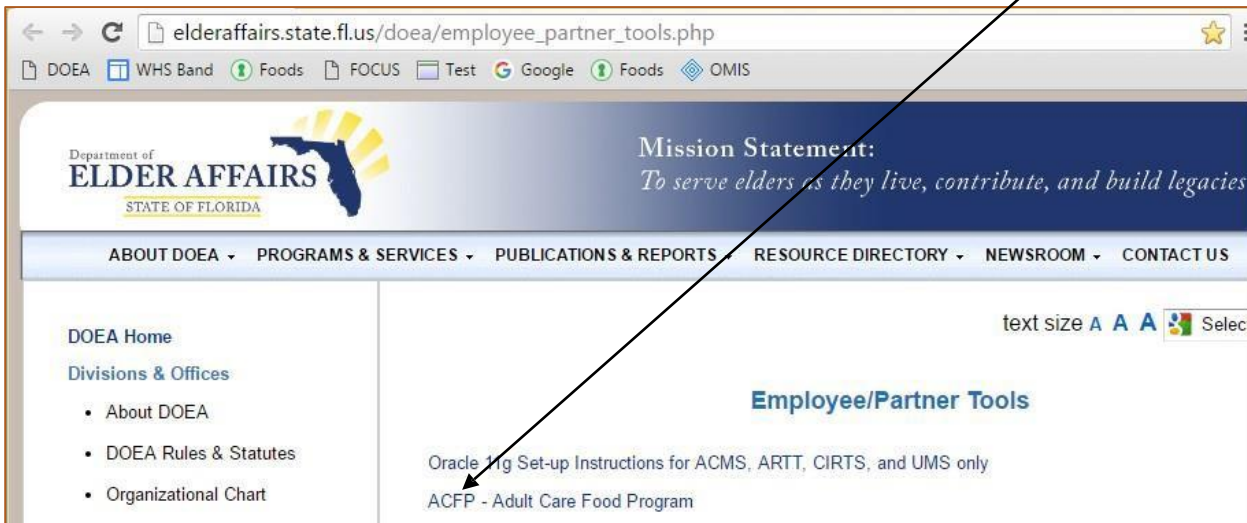 elderaffairs.state.fl.us/doea/employee_partner_tools.php
DOEA WHS Band Foods FOCUS Test Google Foods OMIS
Department of
ELDER AFFAIRS
STATE OF FLORIDA
Mission Statement:
To serve elders as they live, contribute, and build legacies
ABOUT DOEA PROGRAMS & SERVICES PUBLICATIONS & REPORTS RESOURCE DIRECTORY NEWSROOM CONTACT US
text size A A A Selec
DOEA Home
Divisions & Offices
• About DOEA
• DOEA Rules & Statutes
• Organizational Chart
Employee/Partner Tools
Oracle 11g Set-up Instructions for ACMS, ARTT, CIRTS, and UMS only
ACFP - Adult Care Food Program